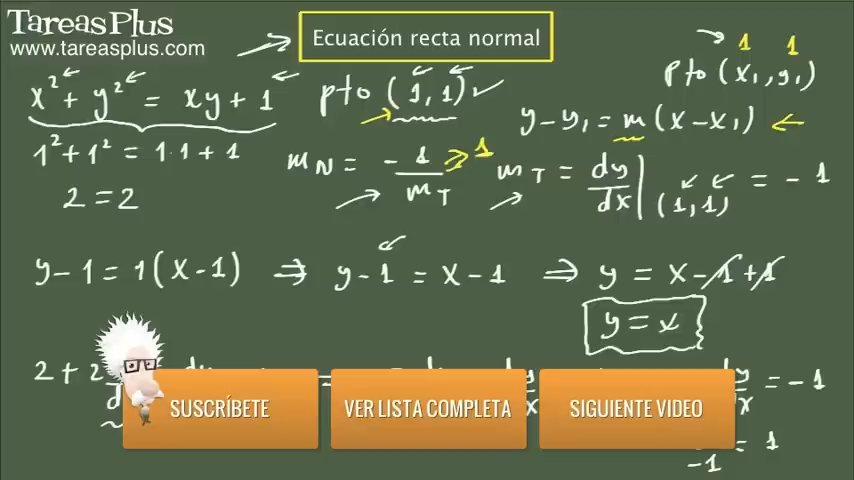 TareasPlus
www.tareasplus.com
Ecuación recta normal
x² + y² = xy + 1
pto (1, 1)
1 1
pto (x₁, y₁)
y - y₁ = m (x - x₁)
1² + 1² = 1·1 + 1
2 = 2
m_N = - 1 / m_T
1
m_T = dy/dx | (1, 1) = - 1
y - 1 = 1 (x - 1) ⇒ y - 1 = x - 1 ⇒ y = x - 1 + 1
y = x
2 + 2
= -1
SUSCRÍBETE
VER LISTA COMPLETA
SIGUIENTE VIDEO
-1 = 1